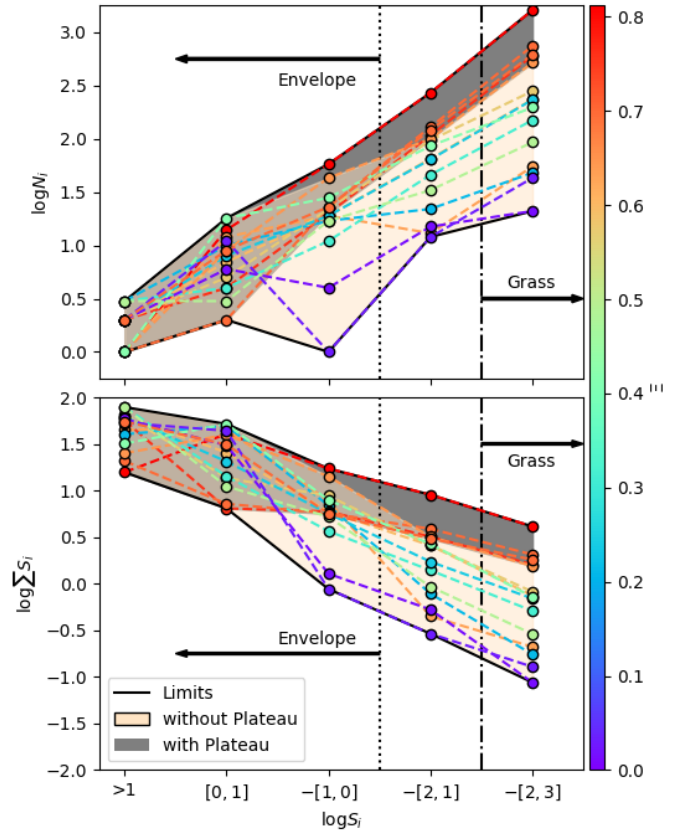 3.0
2.5
2.0
1.5
1.0
0.5
0.0
logN_i
Envelope
Grass
2.0
1.5
1.0
0.5
0.0
−0.5
−1.0
−1.5
−2.0
log∑S_i
Grass
Envelope
Limits
without Plateau
with Plateau
>1
[0, 1]
−[1, 0]
−[2, 1]
−[2, 3]
logS_i
0.8
0.7
0.6
0.5
0.4
0.3
0.2
0.1
0.0
Ξ